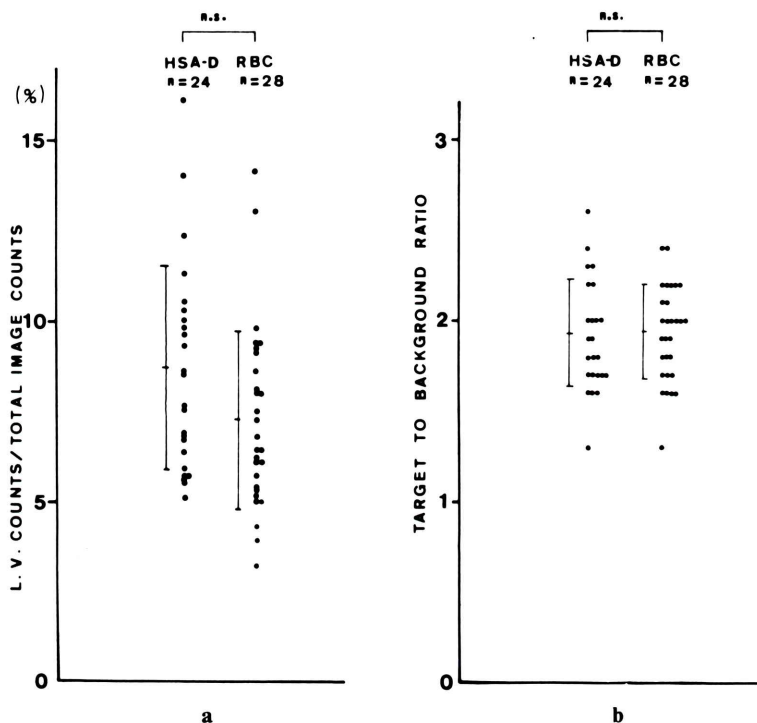 n.s.
HSA-D RBC
n=24 n=28
(%)
15
10
5
0
L.V. COUNTS/TOTAL IMAGE COUNTS
a
n.s.
HSA-D RBC
n=24 n=28
3
2
1
0
TARGET TO BACKGROUND RATIO
b